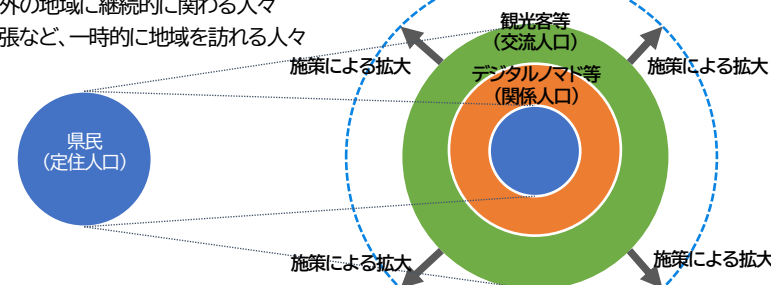 外の地域に継続的に関わる人々
張など、一時的に地域を訪れる人々
観光客等
（交流人口）
施策による拡大
施策による拡大
デジタルノマド等
（関係人口）
県民
（定住人口）
施策による拡大
施策による拡大